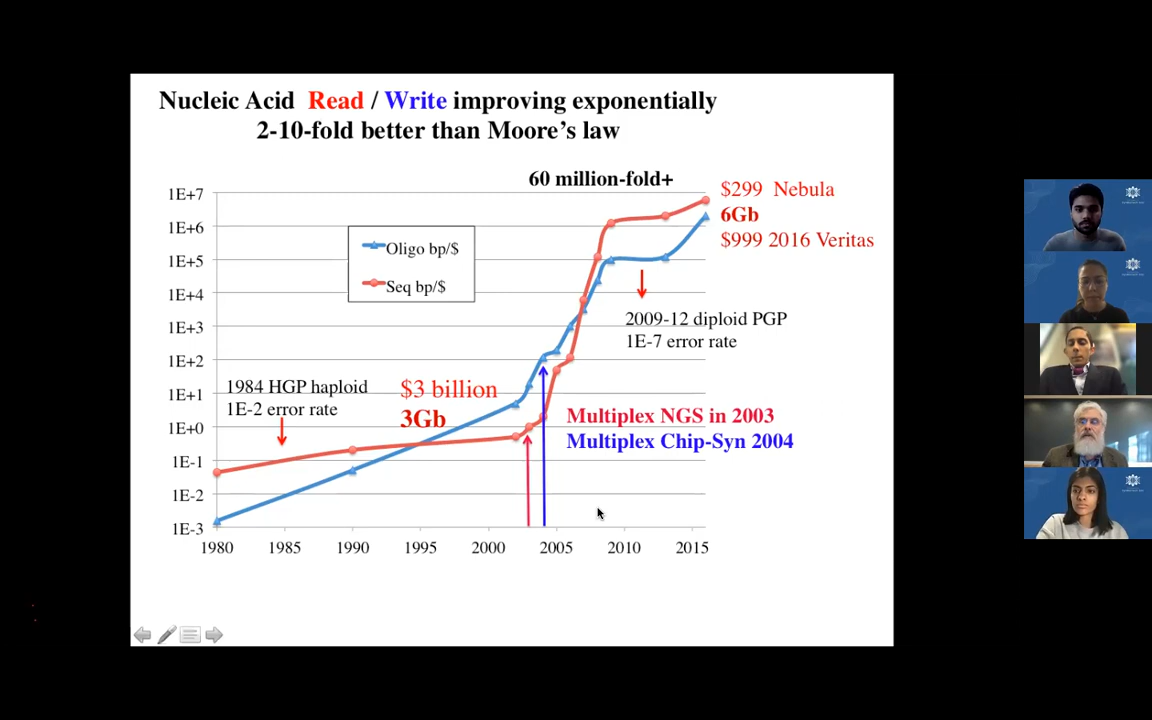 Nucleic Acid Read / Write improving exponentially
2-10-fold better than Moore's law
60 million-fold+
$299 Nebula
6Gb
$999 2016 Veritas
1E+7
1E+6
1E+5
1E+4
1E+3
1E+2
1E+1
1E+0
1E-1
1E-2
1E-3
Oligo bp/$
Seq bp/$
2009-12 diploid PGP
1E-7 error rate
1984 HGP haploid
1E-2 error rate
$3 billion
3Gb
Multiplex NGS in 2003
Multiplex Chip-Syn 2004
1980 1985 1990 1995 2000 2005 2010 2015